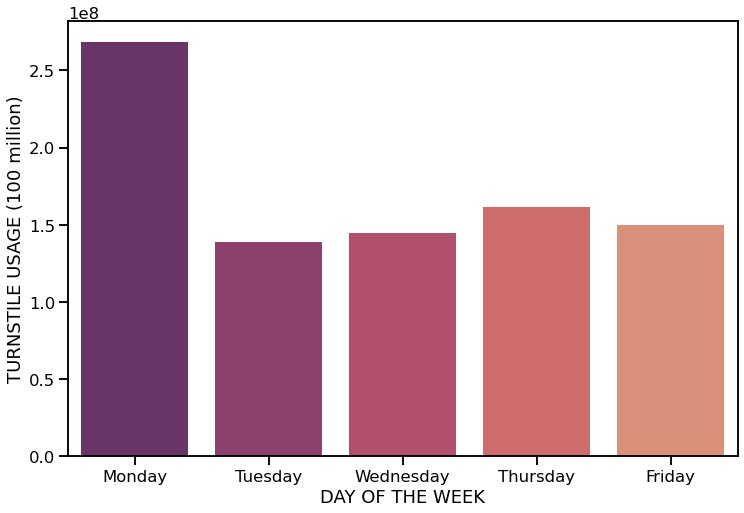 1e8
2.5
2.0
1.5
1.0
0.5
0.0
TURNSTILE USAGE (100 million)
Monday Tuesday Wednesday Thursday Friday
DAY OF THE WEEK